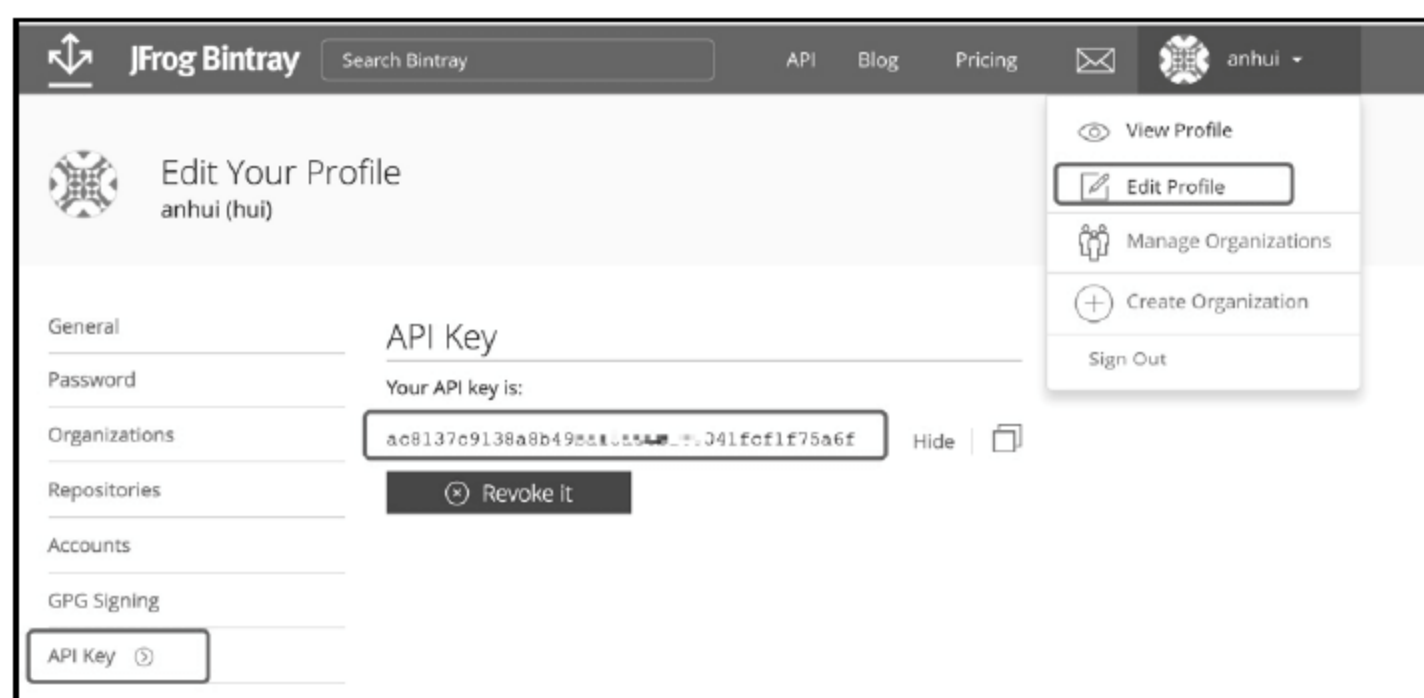 JFrog Bintray
Search Bintray
API
Blog
Pricing
anhui
View Profile
Edit Profile
Manage Organizations
Create Organization
Sign Out
Edit Your Profile
anhui (hui)
General
Password
Organizations
Repositories
Accounts
GPG Signing
API Key
API Key
Your API key is:
Hide
Revoke it